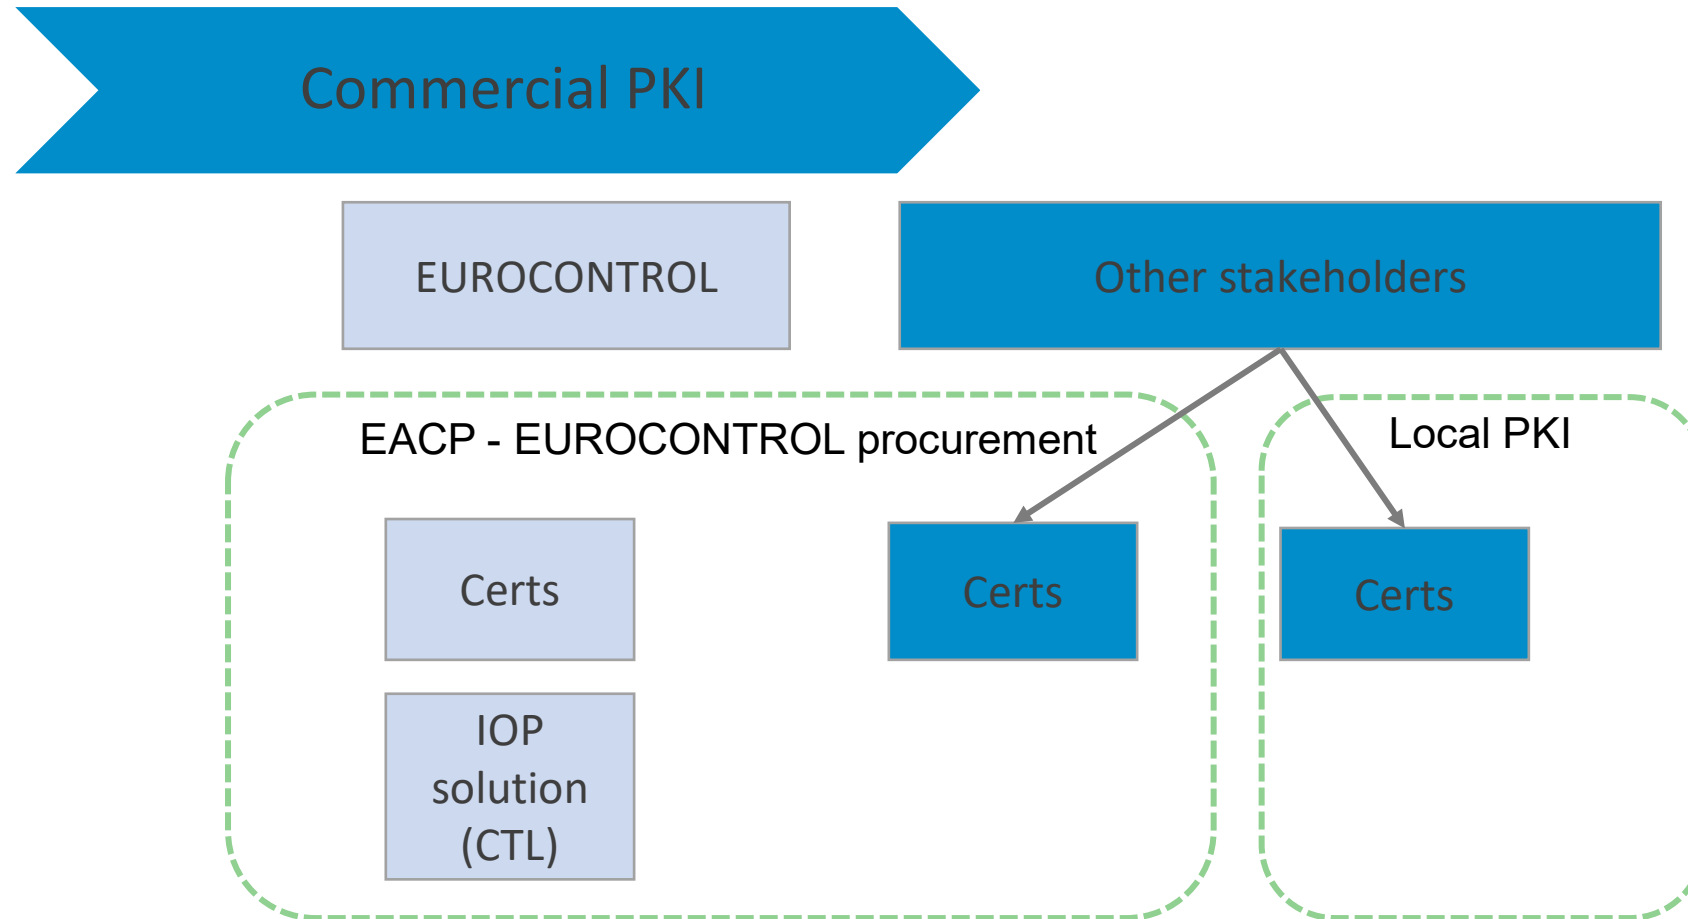 Commercial PKI
EUROCONTROL
Other stakeholders
EACP - EUROCONTROL procurement
Local PKI
Certs
Certs
Certs
IOP
solution
(CTL)